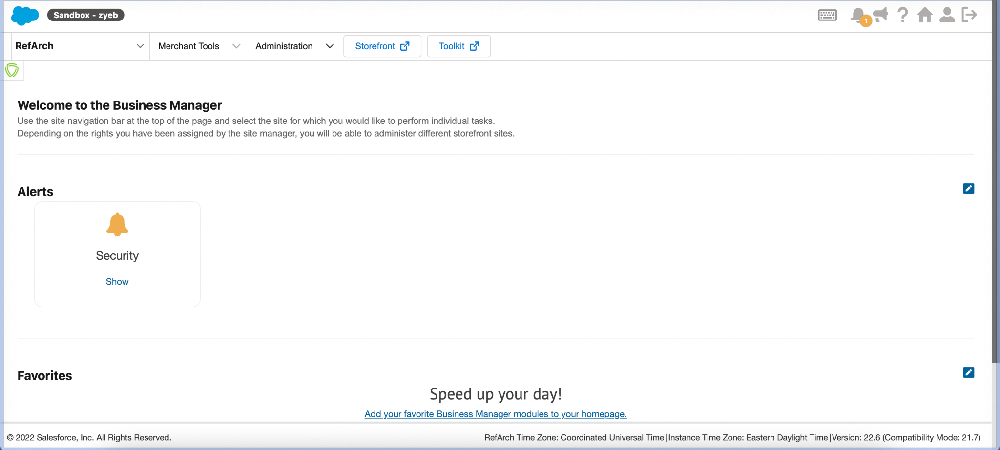 Sandbox - zyeb
1
RefArch
Merchant Tools
Administration
Storefront
Toolkit
Welcome to the Business Manager
Use the site navigation bar at the top of the page and select the site for which you would like to perform individual tasks.
Depending on the rights you have been assigned by the site manager, you will be able to administer different storefront sites.
Alerts
Security
Show
Favorites
Speed up your day!
Add your favorite Business Manager modules to your homepage.
© 2022 Salesforce, Inc. All Rights Reserved.
RefArch Time Zone: Coordinated Universal Time|Instance Time Zone: Eastern Daylight Time|Version: 22.6 (Compatibility Mode: 21.7)